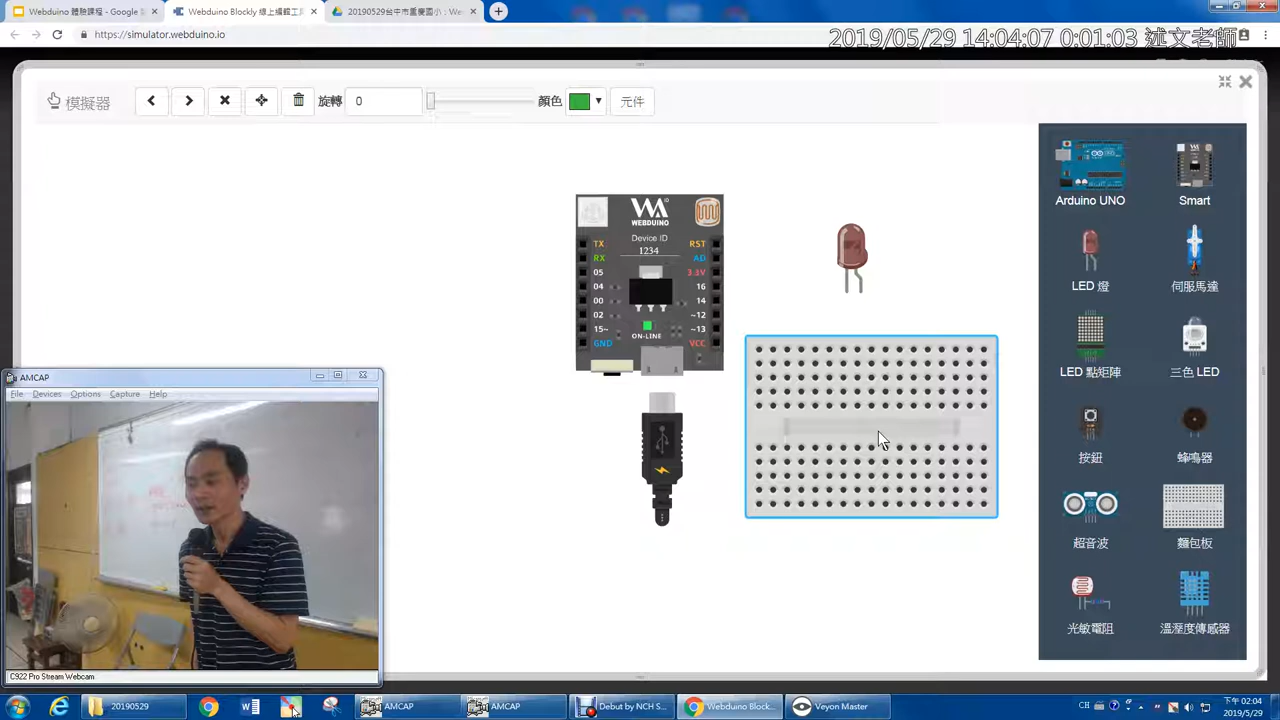 Webduino 體驗課程 - Google
Webduino Blockly 線上編輯工
20190529台中市重慶國小：We
https://simulator.webduino.io
2019/05/29 14:04:07 0:01:03 述文老師
模擬器
旋轉
0
顏色
元件
WEBDUINO
Device ID
1234
TX
RST
RX
AD
05
3.3V
04
16
00
14
02
~12
15~
~13
ON-LINE
GND
VCC
Arduino UNO
Smart
LED 燈
伺服馬達
LED 點矩陣
三色 LED
按鈕
蜂鳴器
超音波
麵包板
光敏電阻
溫溼度傳感器
AMCAP
File Devices Options Capture Help
C922 Pro Stream Webcam
20190529
AMCAP
AMCAP
Debut by NCH S...
Webduino Block...
Veyon Master
CH
下午 02:04
2019/5/29